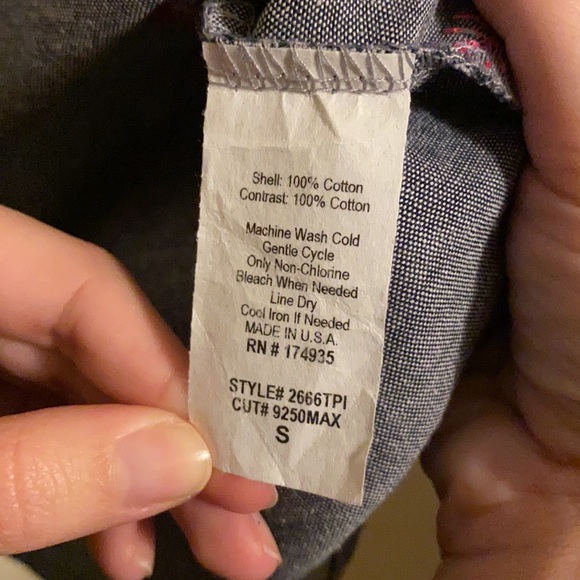 Shell: 100% Cotton
Contrast: 100% Cotton
Machine Wash Cold
Gentle Cycle
Only Non-Chlorine
Bleach When Needed
Line Dry
Cool Iron If Needed
MADE IN U.S.A.
RN # 174935
STYLE# 2666TPI
CUT# 9250MAX
S